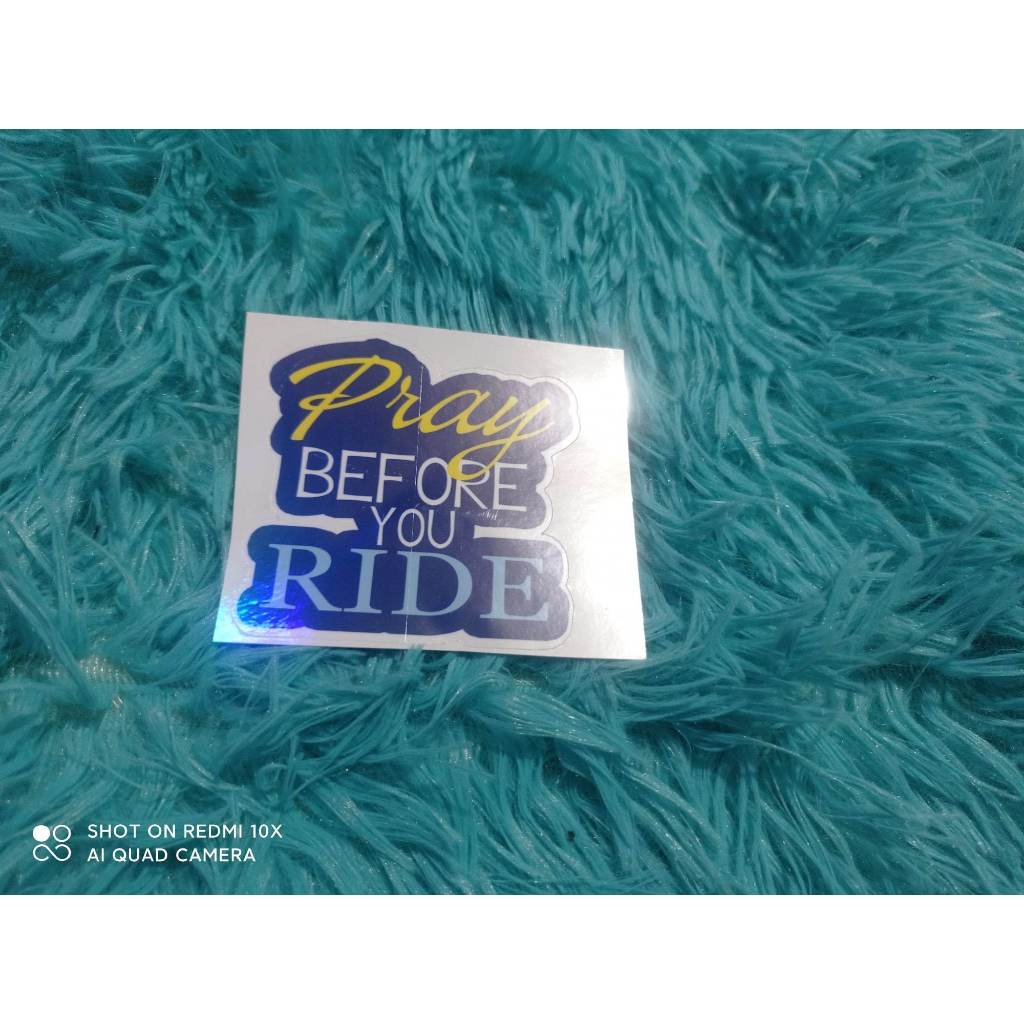 Pray
BEFORE
YOU
RIDE
SHOT ON REDMI 10X
AI QUAD CAMERA